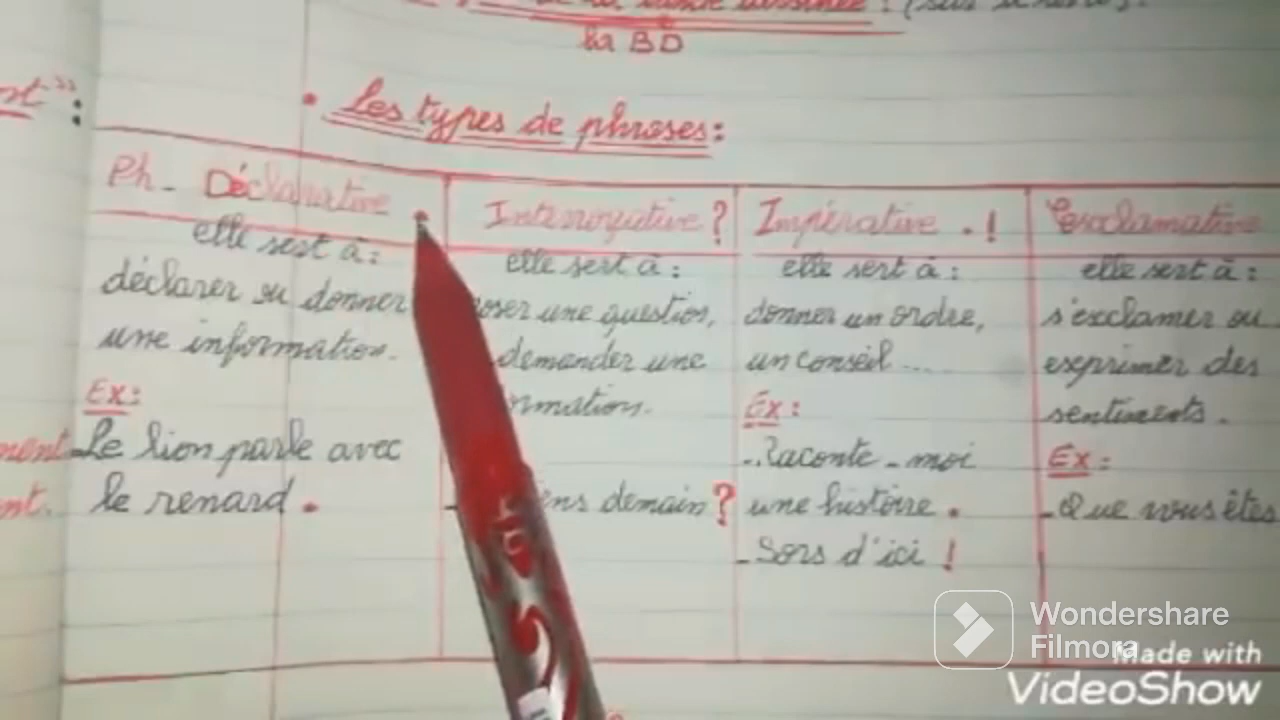 la BD
• Les types de phrases:
Ph - Déclarative .
Interrogative ?
Impérative . !
Exclamative
elle sert à :
déclarer ou donner
une information.
Ex:
- Le lion parle avec
le renard .
elle sert à :
poser une question,
demander une
demain ?
elle sert à :
donner un ordre,
un conseil ...
Ex :
- Raconte - moi
une histoire .
- Sors d'ici !
elle sert à :
s'exclamer ou
exprimer des
sentiments .
Ex :
- Que vous êtes
Wondershare
Filmora
Made with
VideoShow